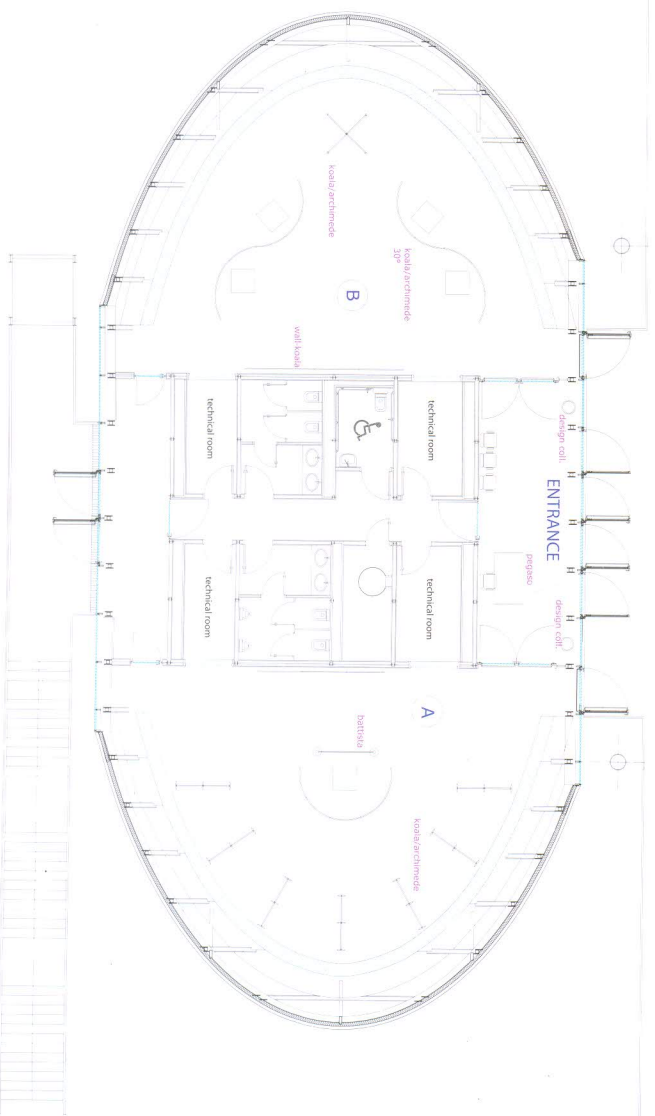 koala/archimede
koala/archimede
30°
B
wall-koala
technical room
technical room
design coll.
ENTRANCE
pegaso
design coll.
technical room
technical room
A
battista
koala/archimede